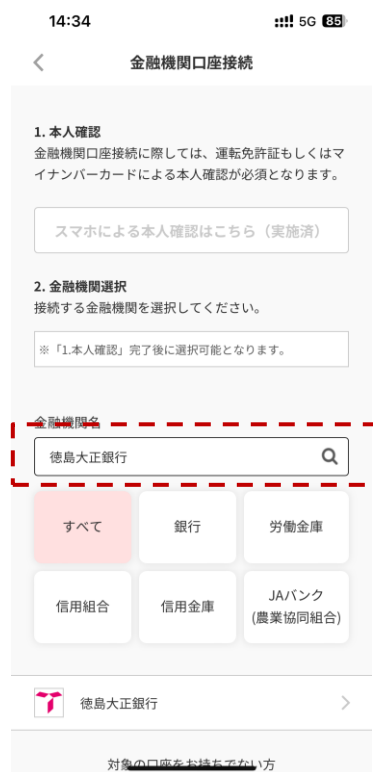 14:34
5G 85
金融機関口座接続
1. 本人確認
金融機関口座接続に際しては、運転免許証もしくはマ
イナンバーカードによる本人確認が必須となります。
スマホによる本人確認はこちら（実施済）
2. 金融機関選択
接続する金融機関を選択してください。
※「1.本人確認」完了後に選択可能となります。
金融機関名
徳島大正銀行
すべて
銀行
労働金庫
信用組合
信用金庫
JAバンク
(農業協同組合)
徳島大正銀行
対象の口座をお持ちでない方